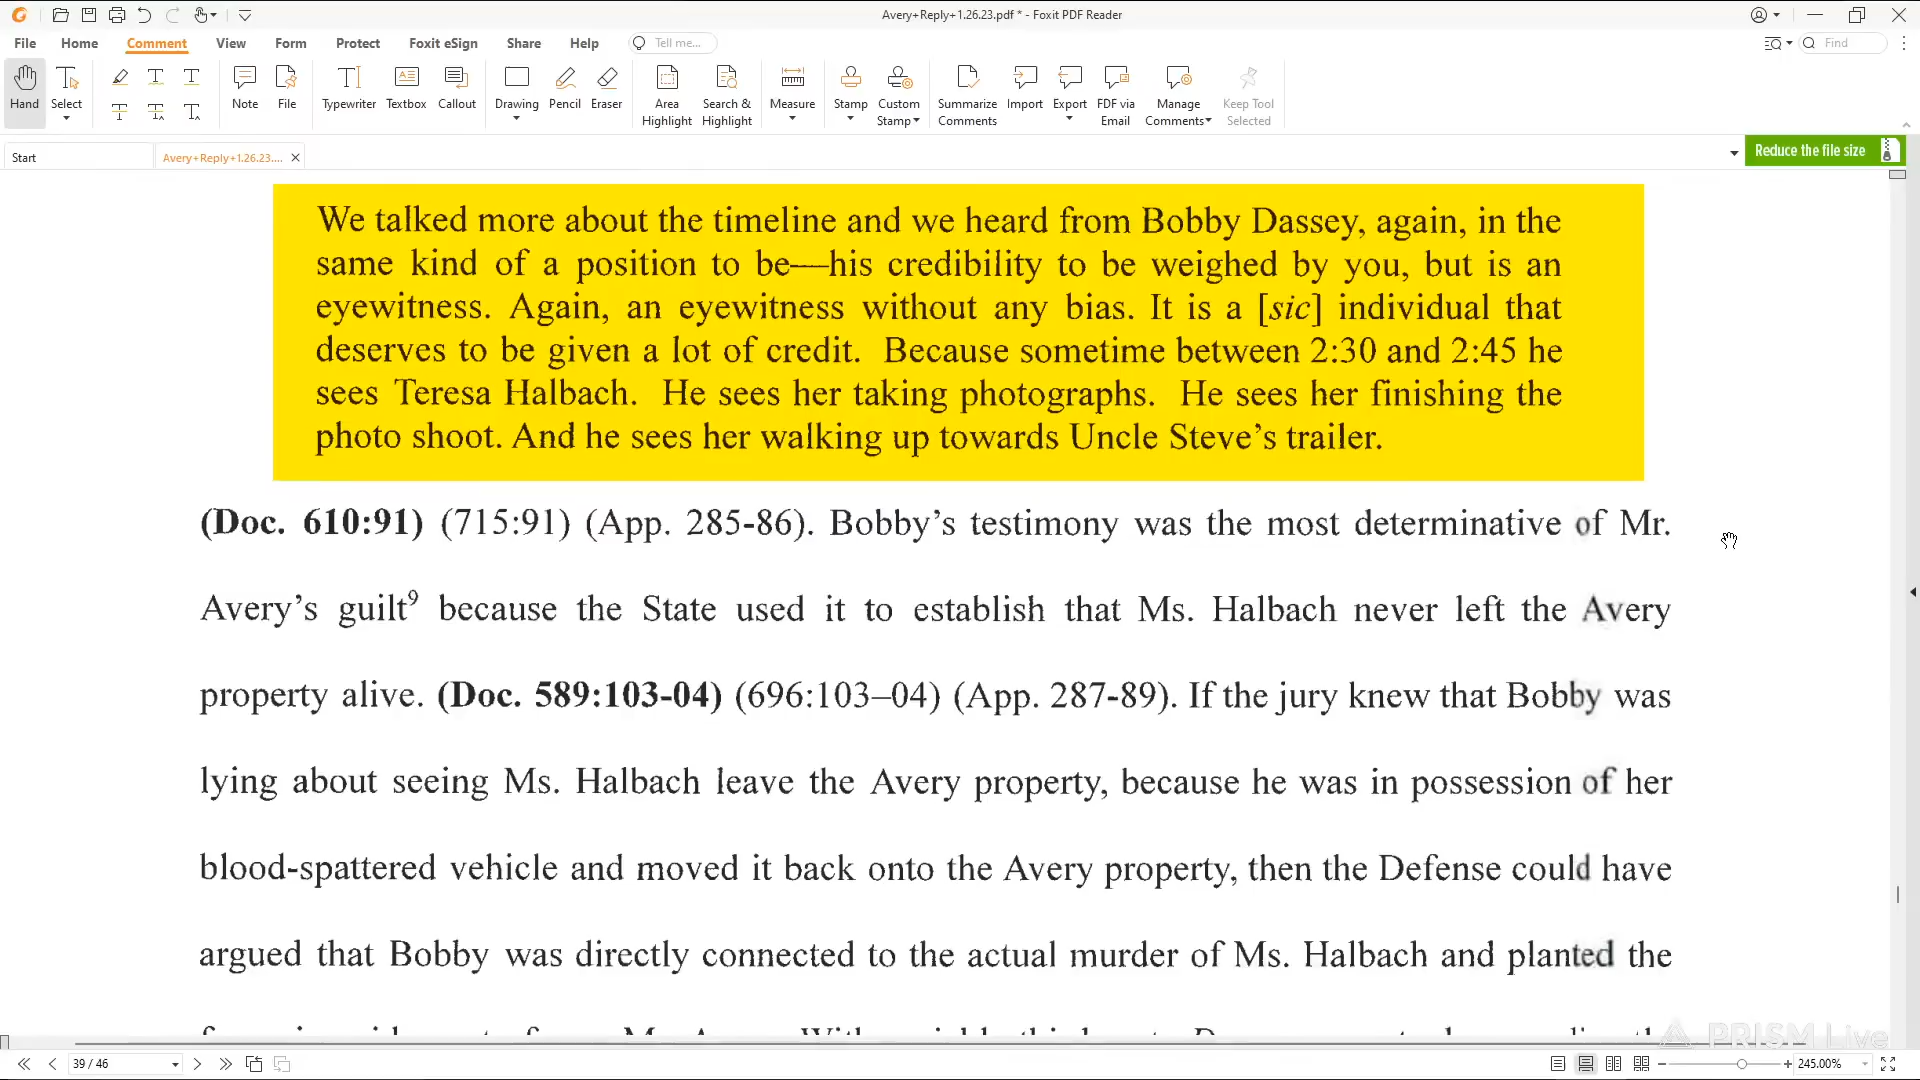 Avery+Reply+1.26.23.pdf * - Foxit PDF Reader
File Home Comment View Form Protect Foxit eSign Share Help Tell me... Find
Hand Select Note File Typewriter Textbox Callout Drawing Pencil Eraser Area Highlight Search & Highlight Measure Stamp Custom Stamp Summarize Comments Import Export FDF via Email Manage Comments Keep Tool Selected
Start Avery+Reply+1.26.23.... Reduce the file size
We talked more about the timeline and we heard from Bobby Dassey, again, in the
same kind of a position to be—his credibility to be weighed by you, but is an
eyewitness. Again, an eyewitness without any bias. It is a [sic] individual that
deserves to be given a lot of credit. Because sometime between 2:30 and 2:45 he
sees Teresa Halbach. He sees her taking photographs. He sees her finishing the
photo shoot. And he sees her walking up towards Uncle Steve's trailer.
(Doc. 610:91) (715:91) (App. 285-86). Bobby's testimony was the most determinative of Mr.
Avery's guilt9 because the State used it to establish that Ms. Halbach never left the Avery
property alive. (Doc. 589:103-04) (696:103–04) (App. 287-89). If the jury knew that Bobby was
lying about seeing Ms. Halbach leave the Avery property, because he was in possession of her
blood-spattered vehicle and moved it back onto the Avery property, then the Defense could have
argued that Bobby was directly connected to the actual murder of Ms. Halbach and planted the
PRISM Live
39 / 46 245.00%